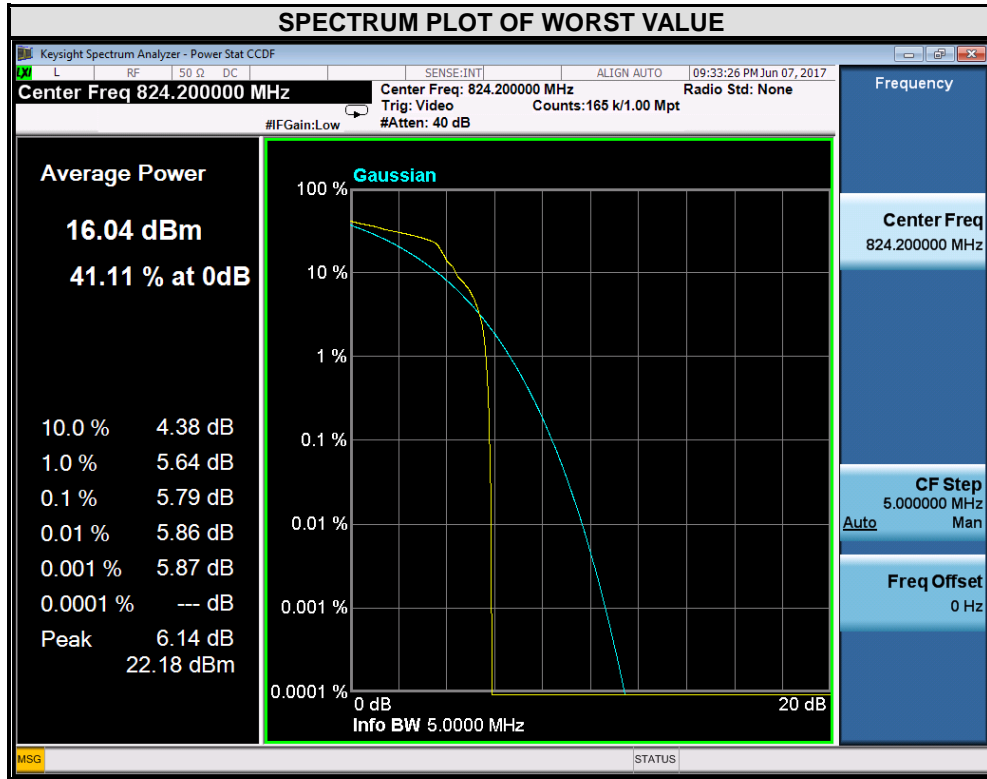 SPECTRUM PLOT OF WORST VALUE
Keysight Spectrum Analyzer - Power Stat CCDF
LXI L RF 50 Ω DC SENSE:INT ALIGN AUTO 09:33:26 PM Jun 07, 2017
Center Freq 824.200000 MHz
#IFGain:Low
Center Freq: 824.200000 MHz Radio Std: None
Trig: Video Counts:165 k/1.00 Mpt
#Atten: 40 dB
Average Power
16.04 dBm
41.11 % at 0dB
10.0 % 4.38 dB
1.0 % 5.64 dB
0.1 % 5.79 dB
0.01 % 5.86 dB
0.001 % 5.87 dB
0.0001 % --- dB
Peak 6.14 dB
22.18 dBm
Gaussian
100 %
10 %
1 %
0.1 %
0.01 %
0.001 %
0.0001 %
0 dB 20 dB
Info BW 5.0000 MHz
Frequency
Center Freq
824.200000 MHz
CF Step
5.000000 MHz
Auto Man
Freq Offset
0 Hz
MSG STATUS